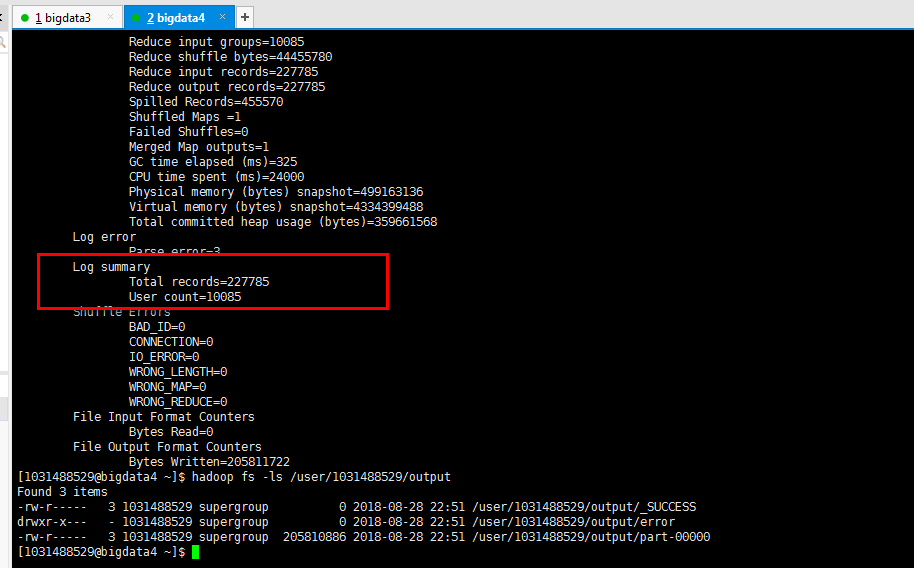 1 bigdata3 × 2 bigdata4 × +
Reduce input groups=10085
Reduce shuffle bytes=44455780
Reduce input records=227785
Reduce output records=227785
Spilled Records=455570
Shuffled Maps =1
Failed Shuffles=0
Merged Map outputs=1
GC time elapsed (ms)=325
CPU time spent (ms)=24000
Physical memory (bytes) snapshot=499163136
Virtual memory (bytes) snapshot=4334399488
Total committed heap usage (bytes)=359661568
Log error
Parse error=3
Log summary
Total records=227785
User count=10085
Shuffle Errors
BAD_ID=0
CONNECTION=0
IO_ERROR=0
WRONG_LENGTH=0
WRONG_MAP=0
WRONG_REDUCE=0
File Input Format Counters
Bytes Read=0
File Output Format Counters
Bytes Written=205811722
[1031488529@bigdata4 ~]$ hadoop fs -ls /user/1031488529/output
Found 3 items
-rw-r----- 3 1031488529 supergroup 0 2018-08-28 22:51 /user/1031488529/output/_SUCCESS
drwxr-x--- - 1031488529 supergroup 0 2018-08-28 22:51 /user/1031488529/output/error
-rw-r----- 3 1031488529 supergroup 205810886 2018-08-28 22:51 /user/1031488529/output/part-00000
[1031488529@bigdata4 ~]$